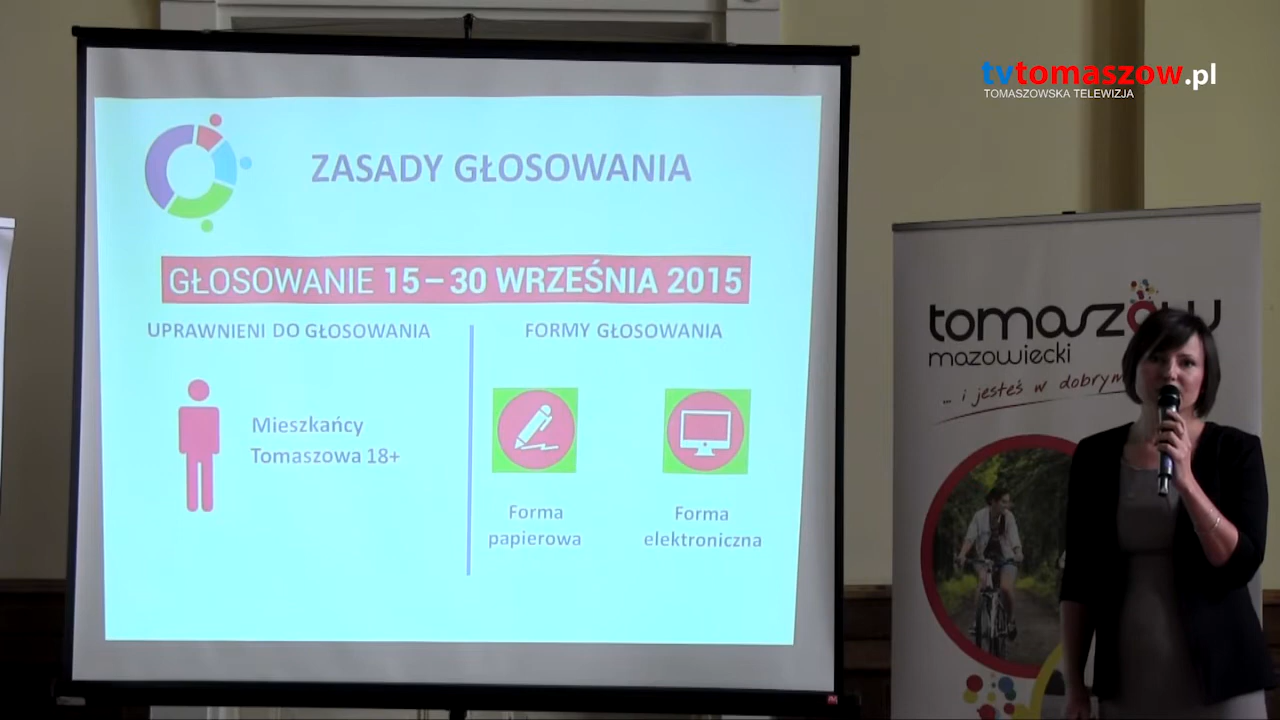 tvtomaszow.pl
TOMASZOWSKA TELEWIZJA
ZASADY GŁOSOWANIA
GŁOSOWANIE 15 – 30 WRZEŚNIA 2015
UPRAWNIENI DO GŁOSOWANIA
FORMY GŁOSOWANIA
Mieszkańcy
Tomaszowa 18+
Forma
papierowa
Forma
elektroniczna
tomaszów
mazowiecki
... i jesteś w dobrym